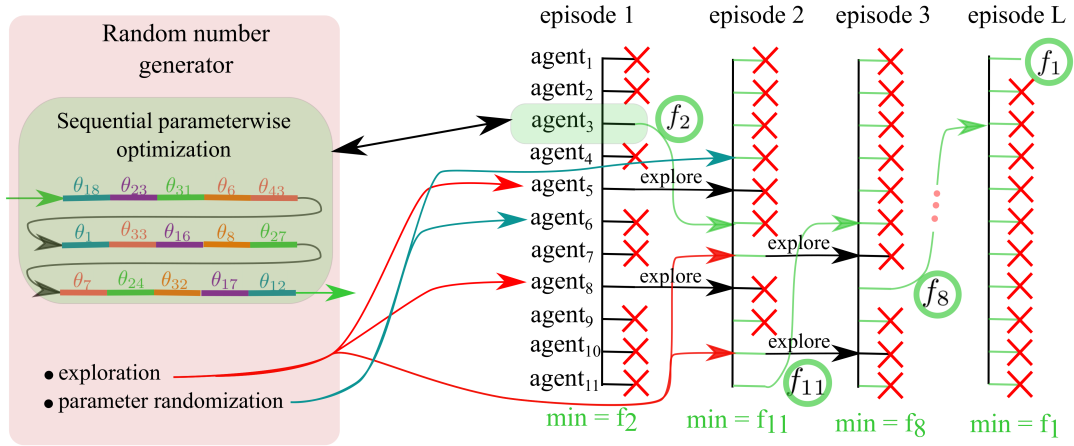 Random number
generator
Sequential parameterwise
optimization
θ₁₈ θ₂₃ θ₃₁ θ₆ θ₄₃
θ₁ θ₃₃ θ₁₆ θ₈ θ₂₇
θ₇ θ₂₄ θ₃₂ θ₁₇ θ₁₂
• exploration
• parameter randomization
episode 1 episode 2 episode 3 episode L
agent₁
agent₂
agent₃
agent₄
agent₅
agent₆
agent₇
agent₈
agent₉
agent₁₀
agent₁₁
f₂
explore
explore
explore
explore
f₁₁
f₈
f₁
min = f₂ min = f₁₁ min = f₈ min = f₁